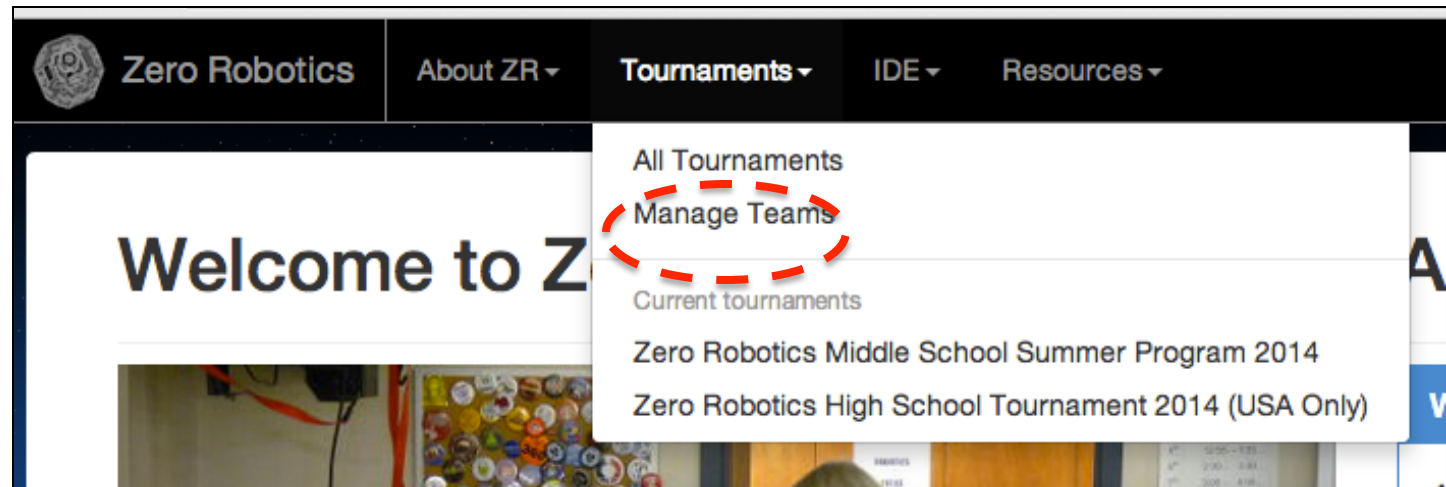 Zero Robotics About ZR Tournaments IDE Resources
All Tournaments
Manage Teams
Welcome to Z
A
Current tournaments
Zero Robotics Middle School Summer Program 2014
Zero Robotics High School Tournament 2014 (USA Only)